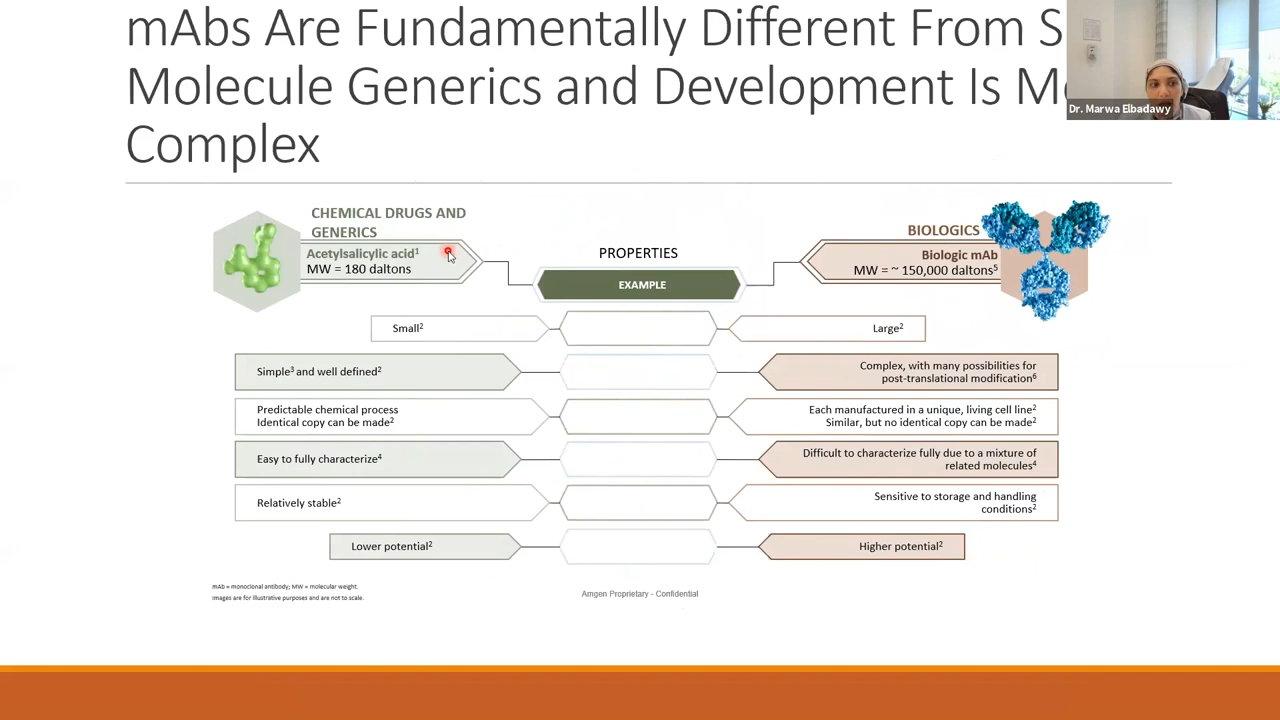 mAbs Are Fundamentally Different From S
Molecule Generics and Development Is Mo
Complex
Dr. Marwa Elbadawy
CHEMICAL DRUGS AND
GENERICS
Acetylsalicylic acid¹
MW = 180 daltons
PROPERTIES
EXAMPLE
BIOLOGICS
Biologic mAb
MW = ~ 150,000 daltons⁵
Small²
Large²
Simple³ and well defined²
Complex, with many possibilities for
post-translational modification⁶
Predictable chemical process
Identical copy can be made²
Each manufactured in a unique, living cell line²
Similar, but no identical copy can be made²
Easy to fully characterize⁴
Difficult to characterize fully due to a mixture of
related molecules⁴
Relatively stable²
Sensitive to storage and handling
conditions²
Lower potential²
Higher potential²
mAb = monoclonal antibody; MW = molecular weight.
Images are for illustrative purposes and are not to scale.
Amgen Proprietary - Confidential